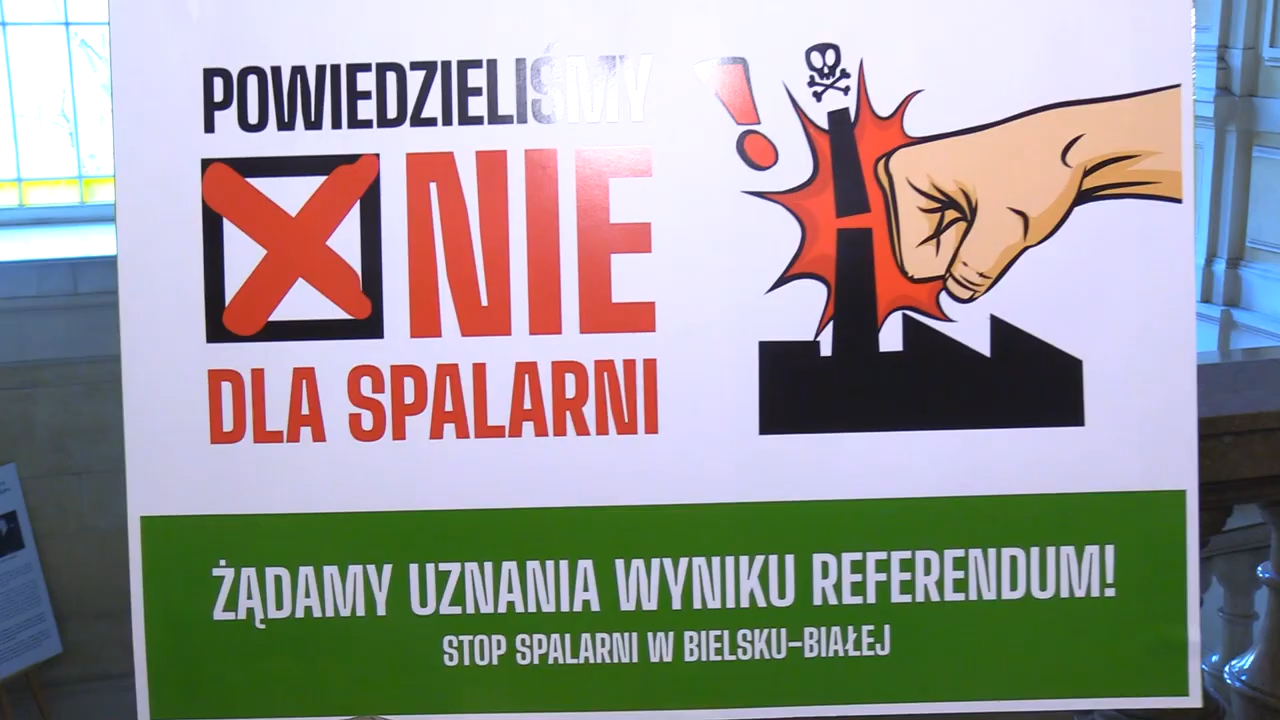 POWIEDZIELIŚMY
NIE
!
DLA SPALARNI
ŻĄDAMY UZNANIA WYNIKU REFERENDUM!
STOP SPALARNI W BIELSKU-BIAŁEJ